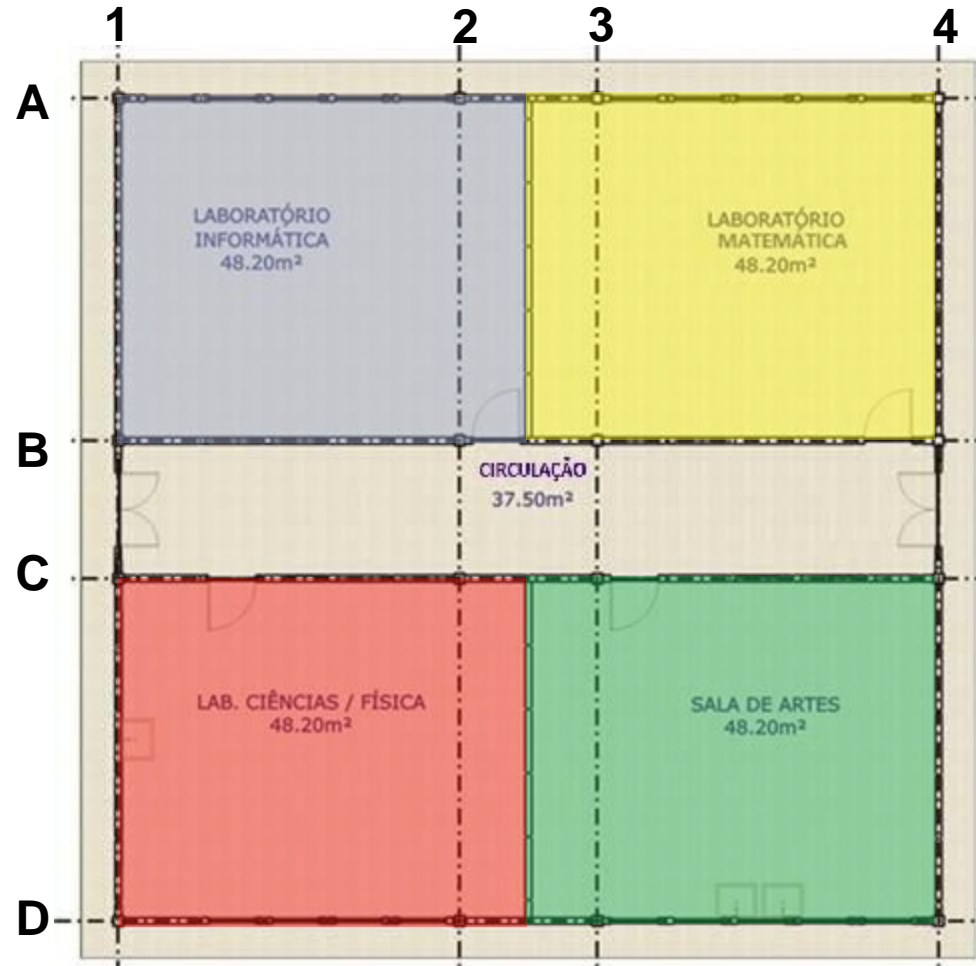 1 2 3 4
A
LABORATÓRIO
INFORMÁTICA
48.20m²
LABORATÓRIO
MATEMÁTICA
48.20m²
B
CIRCULAÇÃO
37.50m²
C
LAB. CIÊNCIAS / FÍSICA
48.20m²
SALA DE ARTES
48.20m²
D